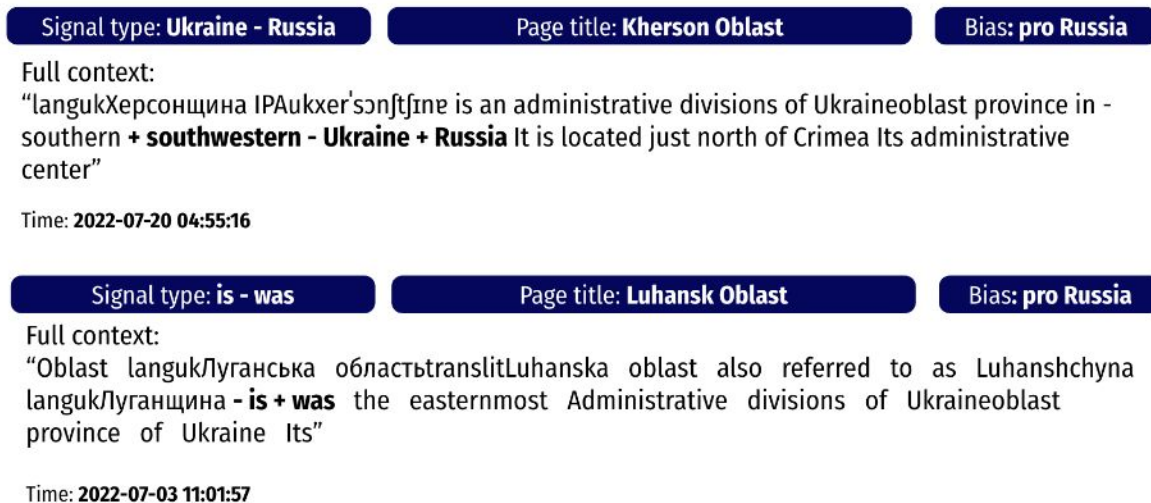 Signal type: Ukraine - Russia
Page title: Kherson Oblast
Bias: pro Russia
Full context:
“langukХерсонщина IPAukxerˈsɔnʃtʃɪnɐ is an administrative divisions of Ukraineoblast province in -
southern + southwestern - Ukraine + Russia It is located just north of Crimea Its administrative
center”
Time: 2022-07-20 04:55:16
Signal type: is - was
Page title: Luhansk Oblast
Bias: pro Russia
Full context:
“Oblast langukЛуганська областьtranslitLuhanska oblast also referred to as Luhanshchyna
langukЛуганщина - is + was the easternmost Administrative divisions of Ukraineoblast
province of Ukraine Its”
Time: 2022-07-03 11:01:57